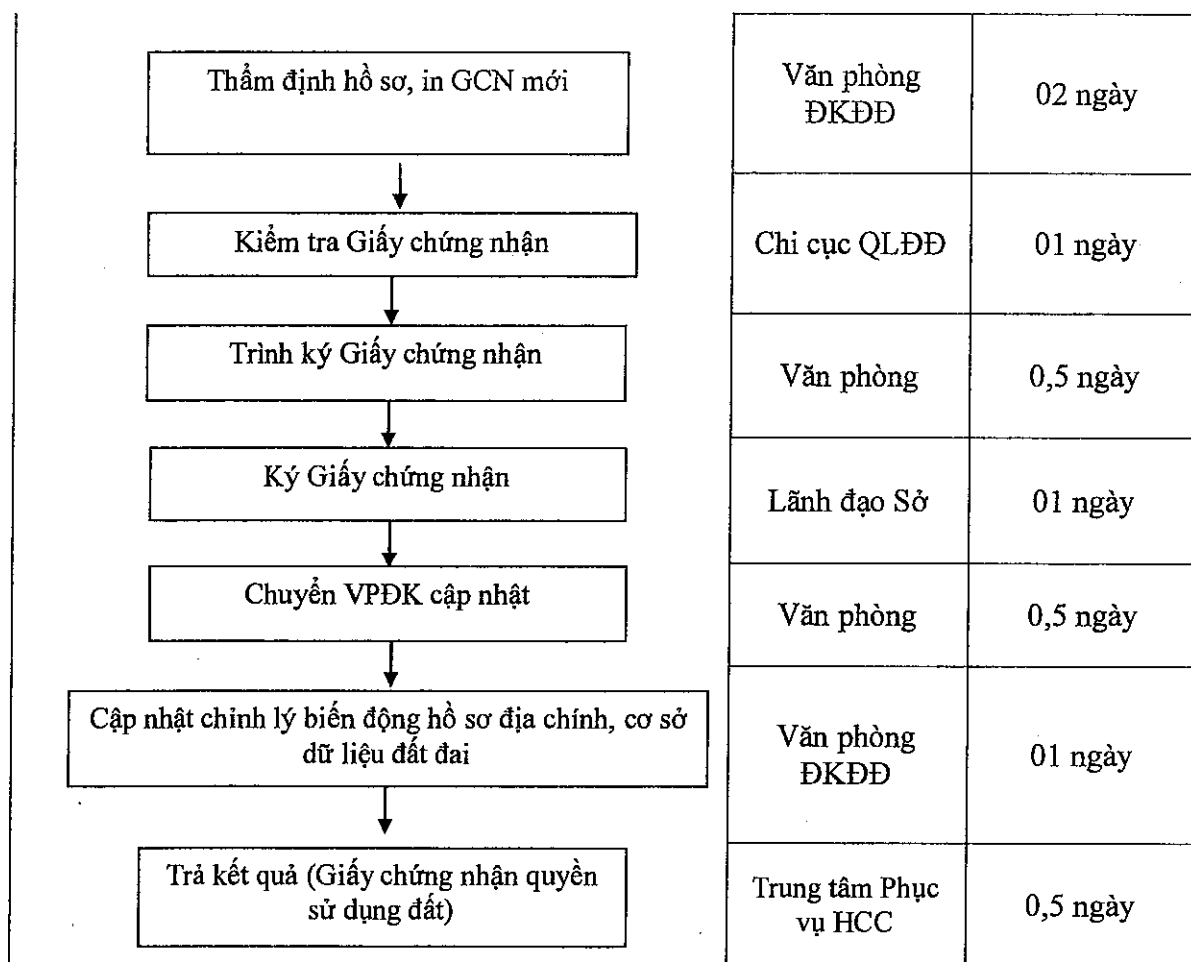 Thẩm định hồ sơ, in GCN mới
Văn phòng
ĐKĐĐ
02 ngày
Kiểm tra Giấy chứng nhận
Chi cục QLĐĐ
01 ngày
Trình ký Giấy chứng nhận
Văn phòng
0,5 ngày
Ký Giấy chứng nhận
Lãnh đạo Sở
01 ngày
Chuyển VPĐK cập nhật
Văn phòng
0,5 ngày
Cập nhật chỉnh lý biến động hồ sơ địa chính, cơ sở
dữ liệu đất đai
Văn phòng
ĐKĐĐ
01 ngày
Trả kết quả (Giấy chứng nhận quyền
sử dụng đất)
Trung tâm Phục
vụ HCC
0,5 ngày